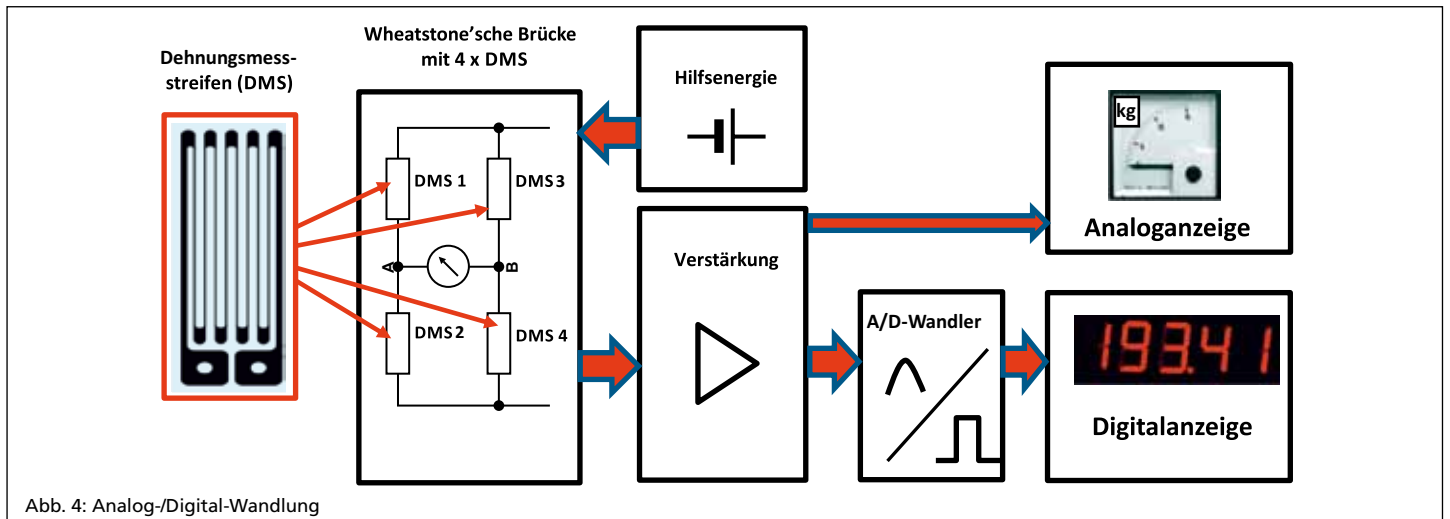 Wheatstone’sche Brücke
mit 4 x DMS
Dehnungsmess-
streifen (DMS)
Hilfsenergie
kg
Analoganzeige
DMS 1
DMS 3
A
B
DMS 2
DMS 4
Verstärkung
A/D-Wandler
193.41
Digitalanzeige
Abb. 4: Analog-/Digital-Wandlung